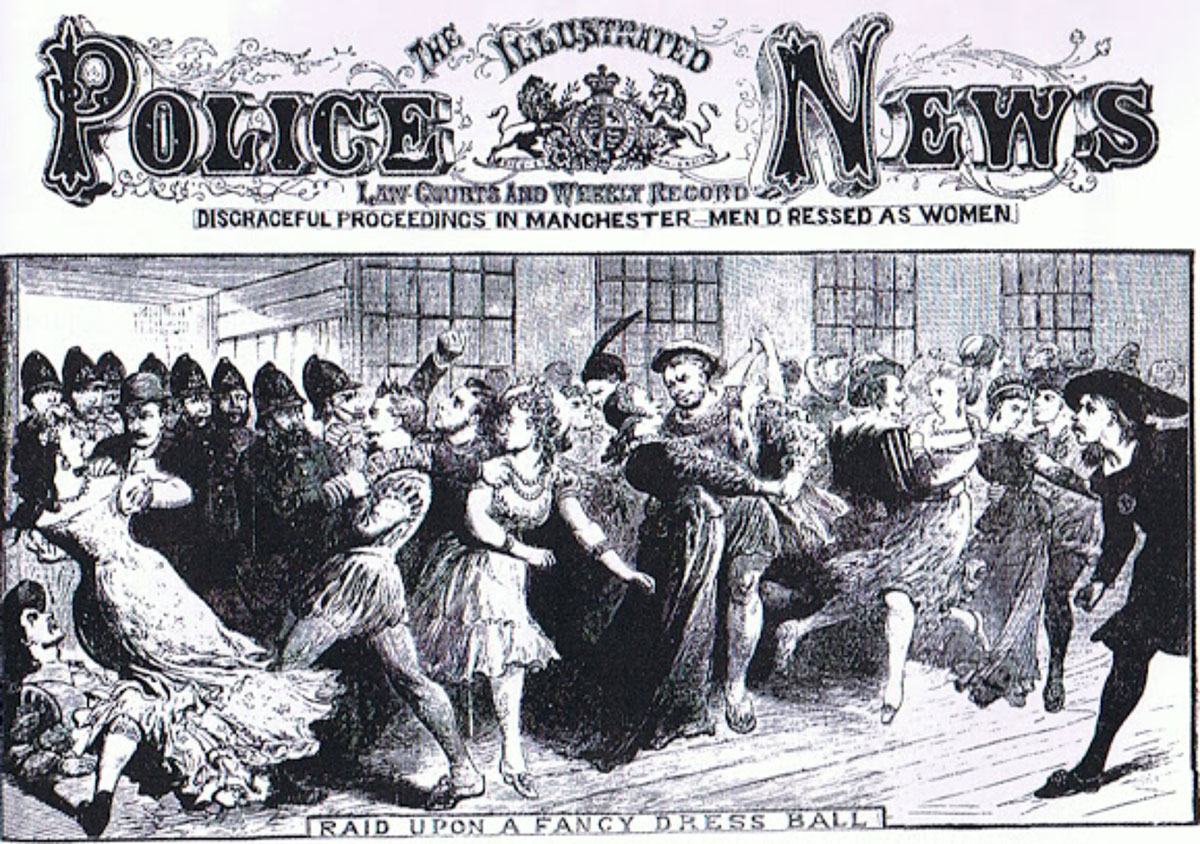 THE ILLUSTRATED
POLICE NEWS
LAW COURTS AND WEEKLY RECORD
DISGRACEFUL PROCEEDINGS IN MANCHESTER–MEN DRESSED AS WOMEN.
RAID UPON A FANCY DRESS BALL